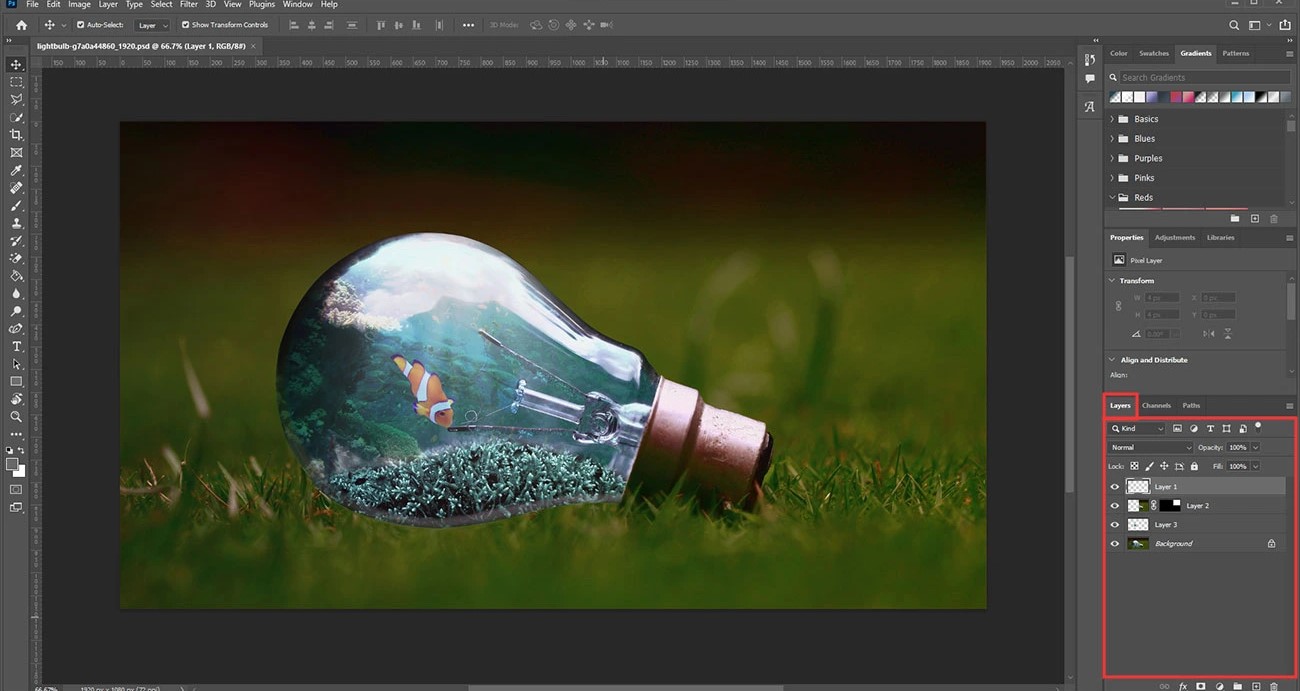 Ps File Edit Image Layer Type Select Filter 3D View Plugins Window Help
Auto-Select: Layer Show Transform Controls 3D Mode:
lightbulb-g7a0a44860_1920.psd @ 66.7% (Layer 1, RGB/8#) ×
150 100 50 0 50 100 150 200 250 300 350 400 450 500 550 600 650 700 750 800 850 900 950 1000 1050 1100 1150 1200 1250 1300 1350 1400 1450 1500 1550 1600 1650 1700 1750 1800 1850 1900 1950 2000 2050
Color Swatches Gradients Patterns
Search Gradients
Basics
Blues
Purples
Pinks
Reds
Properties Adjustments Libraries
Pixel Layer
Transform
W 4 px X 0 px
H 4 px Y 0 px
0.00°
Align and Distribute
Align:
Layers Channels Paths
Kind
Normal Opacity: 100%
Lock: Fill: 100%
Layer 1
Layer 2
Layer 3
Background
66.67% 1920 px x 1080 px (72 ppi)
fx